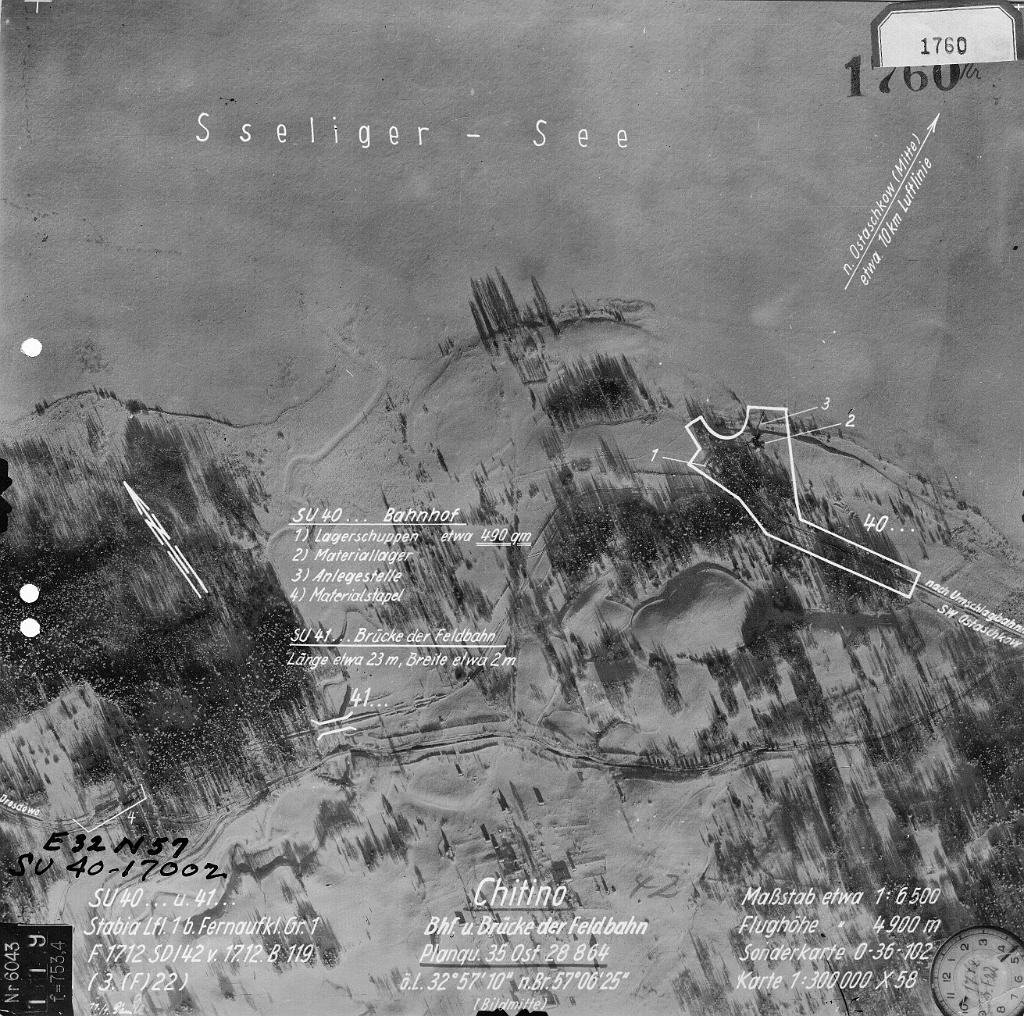 1760
1760
Sseliger - See
n. Ostaschkow (Mitte)
etwa 10km Luftlinie
3
2
1
40...
SU 40... Bahnhof
1) Lagerschuppen etwa 490 qm
2) Materiallager
3) Anlegestelle
4) Materialstapel
nach Umschlagbahnh
SW. Ostaschkow
SU 41... Brücke der Feldbahn
Länge etwa 23 m, Breite etwa 2 m
41...
4
E32 N57
SU 40-17002
SU 40... u. 41...
Stabia Lfl. 1 b. Fernaufkl. Gr. 1
F 1712 SD/42 v. 17.12. B 119
(3. (F) 22)
Chitino
Bhf. u. Brücke der Feldbahn
Planqu. 35 Ost 28 864
ö.L. 32°57'10" n.Br. 57°06'25"
(Bildmitte)
42
Maßstab etwa 1:6500
Flughöhe " 4900 m
Sonderkarte 0-36-102
Karte 1:300000 X 58
Nr 6043
f=753,4